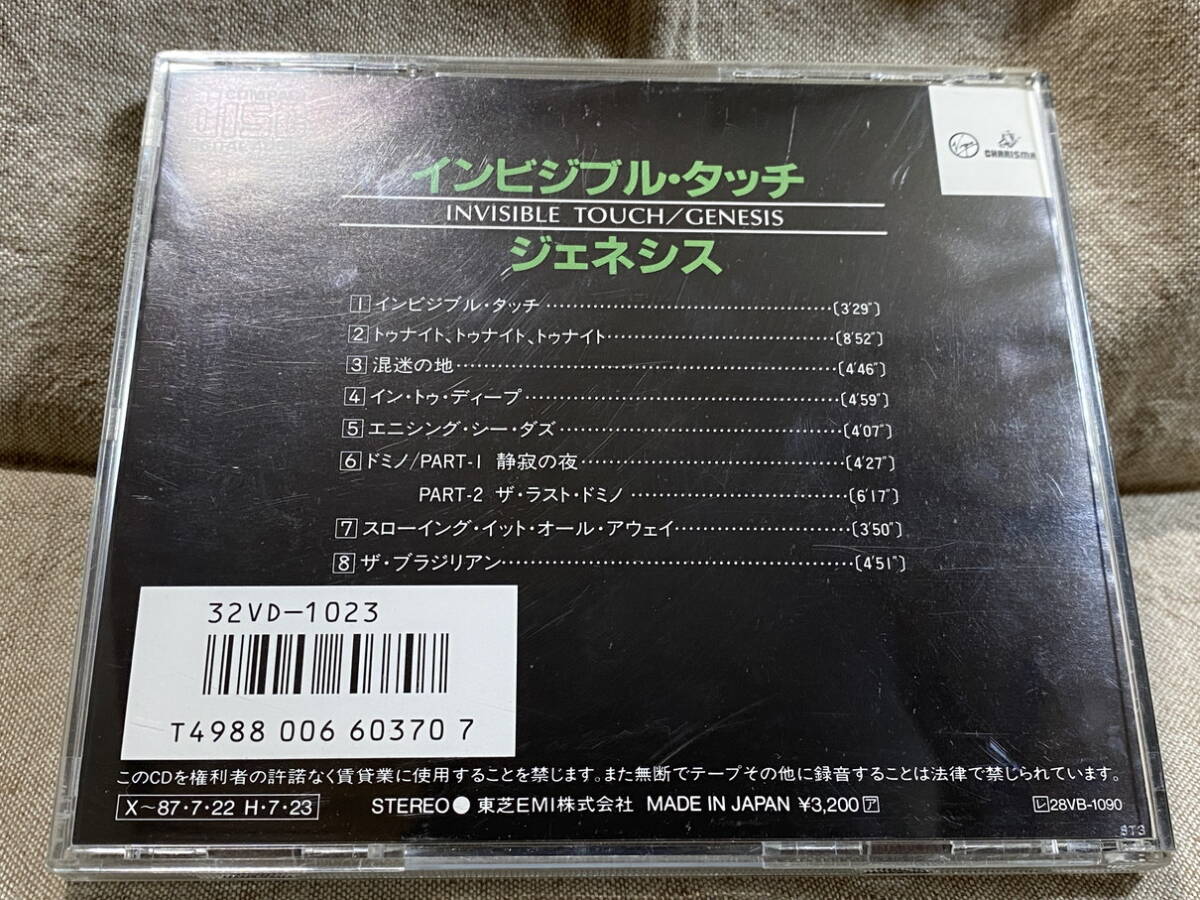 COMPACT
disc
DIGITAL AUDIO
Virgin
CHARISMA
インビジブル・タッチ
INVISIBLE TOUCH/GENESIS
ジェネシス
1 インビジブル・タッチ……(3'29")
2 トゥナイト、トゥナイト、トゥナイト……(8'52")
3 混迷の地……(4'46")
4 イン・トゥ・ディープ……(4'59")
5 エニシング・シー・ダズ……(4'07")
6 ドミノ/PART-1 静寂の夜……(4'27")
PART-2 ザ・ラスト・ドミノ……(6'17")
7 スローイング・イット・オール・アウェイ……(3'50")
8 ザ・ブラジリアン……(4'51")
32VD-1023
T4988 006 60370 7
このCDを権利者の許諾なく賃貸業に使用することを禁じます。また無断でテープその他に録音することは法律で禁じられています。
X〜87・7・22 H・7・23 STEREO● 東芝EMI株式会社 MADE IN JAPAN ¥3,200 ア レ 28VB-1090
ST3